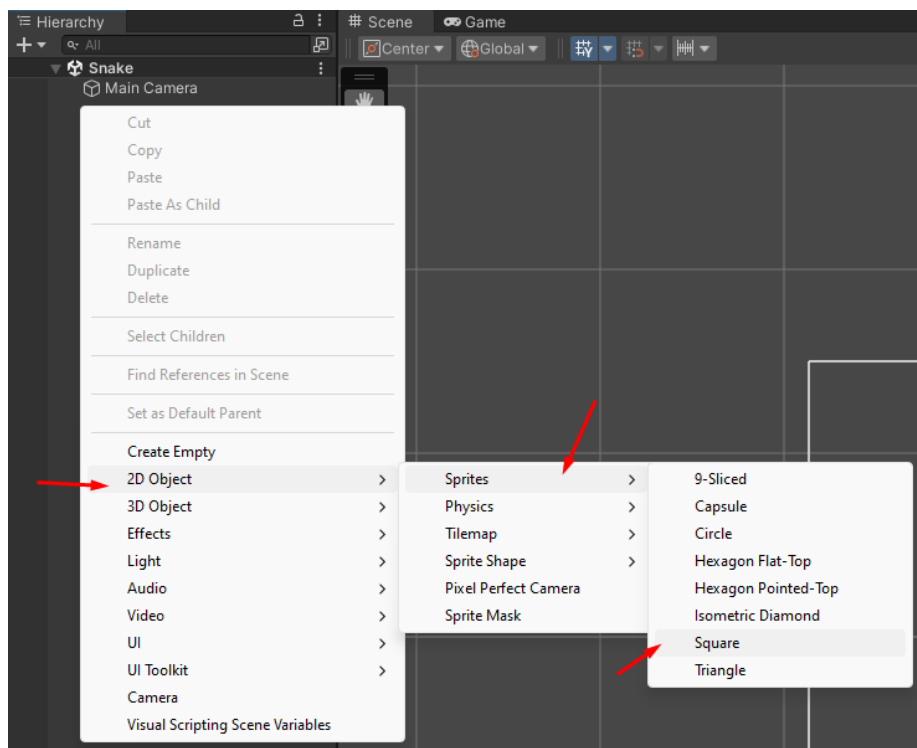 Hierarchy
Scene
Game
All
Center
Global
Snake
Main Camera
Cut
Copy
Paste
Paste As Child
Rename
Duplicate
Delete
Select Children
Find References in Scene
Set as Default Parent
Create Empty
2D Object
3D Object
Effects
Light
Audio
Video
UI
UI Toolkit
Camera
Visual Scripting Scene Variables
Sprites
Physics
Tilemap
Sprite Shape
Pixel Perfect Camera
Sprite Mask
9-Sliced
Capsule
Circle
Hexagon Flat-Top
Hexagon Pointed-Top
Isometric Diamond
Square
Triangle